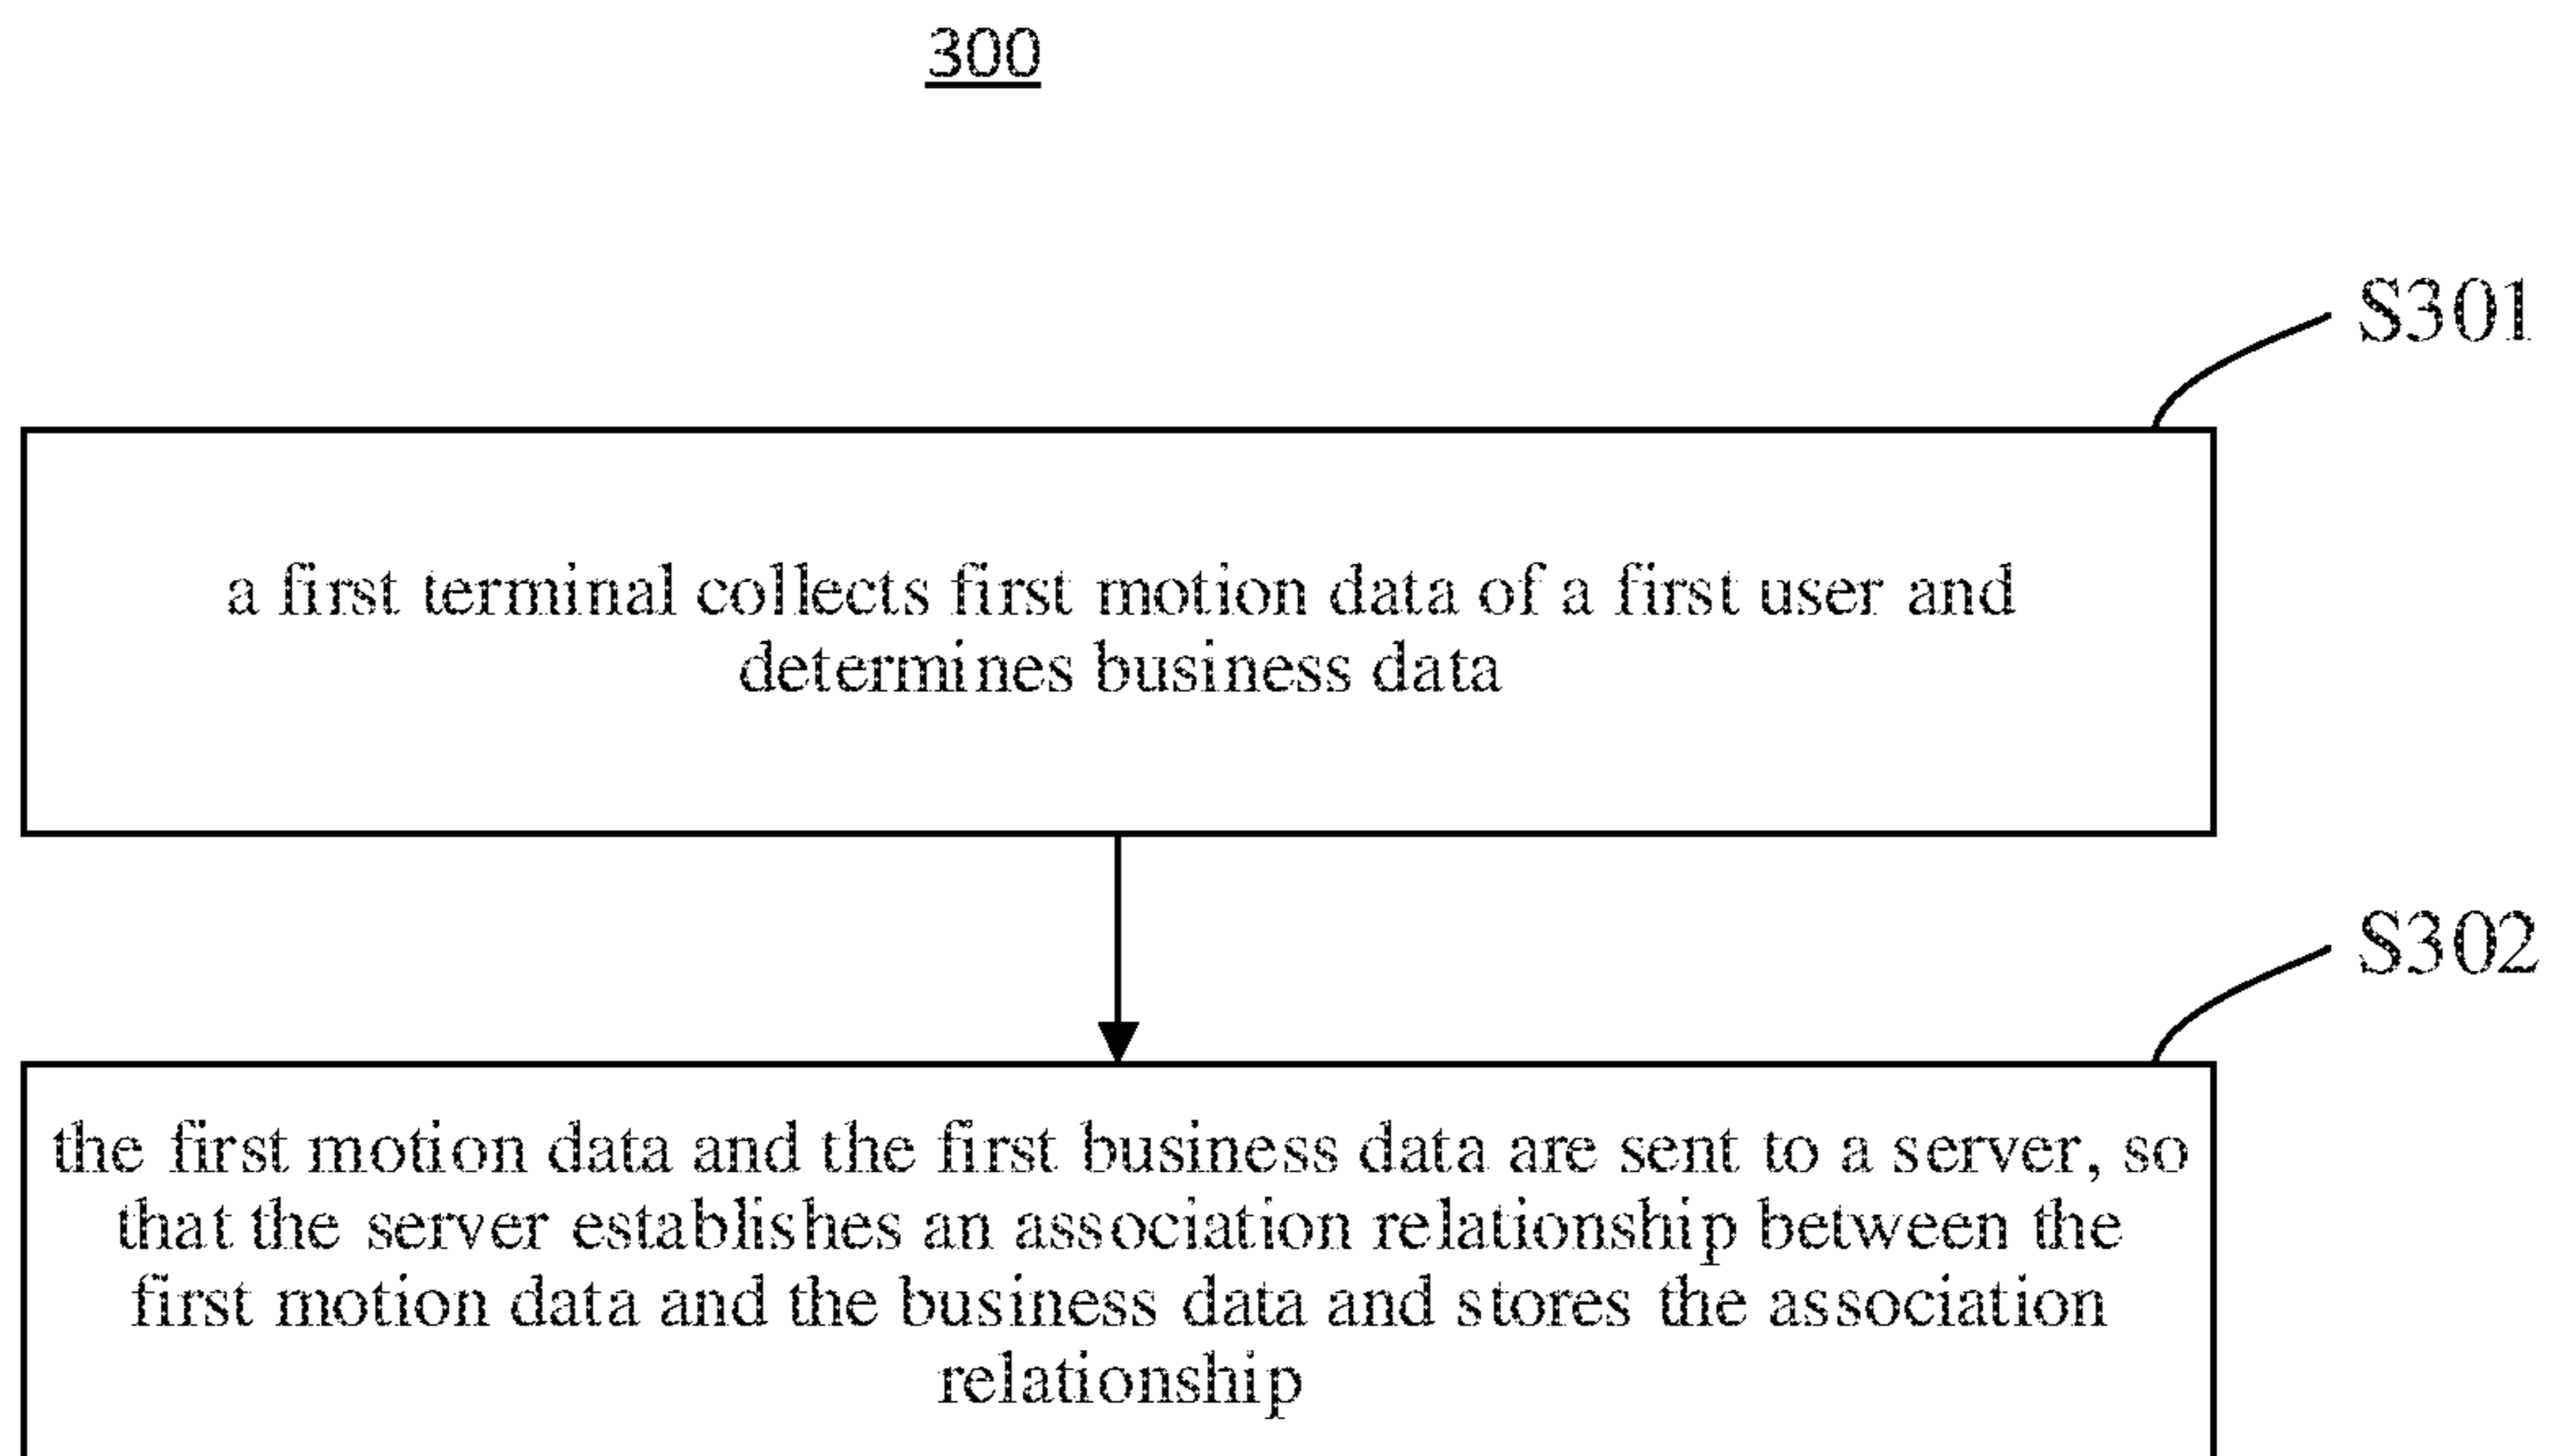 300
S301
a first terminal collects first motion data of a first user and
determines business data
S302
the first motion data and the first business data are sent to a server, so
that the server establishes an association relationship between the
first motion data and the business data and stores the association
relationship